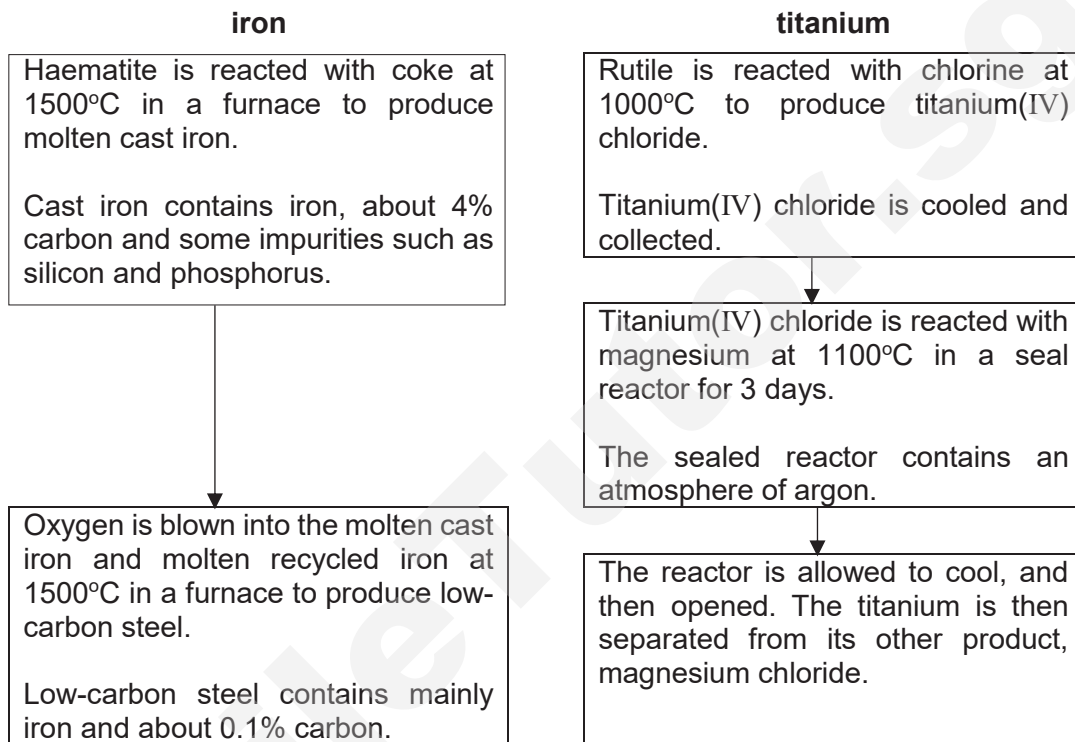 iron
Haematite is reacted with coke at
1500°C in a furnace to produce
molten cast iron.
Cast iron contains iron, about 4%
carbon and some impurities such as
silicon and phosphorus.
Oxygen is blown into the molten cast
iron and molten recycled iron at
1500°C in a furnace to produce low-
carbon steel.
Low-carbon steel contains mainly
iron and about 0.1% carbon.
titanium
Rutile is reacted with chlorine at
1000°C to produce titanium(IV)
chloride.
Titanium(IV) chloride is cooled and
collected.
Titanium(IV) chloride is reacted with
magnesium at 1100°C in a seal
reactor for 3 days.
The sealed reactor contains an
atmosphere of argon.
The reactor is allowed to cool, and
then opened. The titanium is then
separated from its other product,
magnesium chloride.
ileTutor.sg